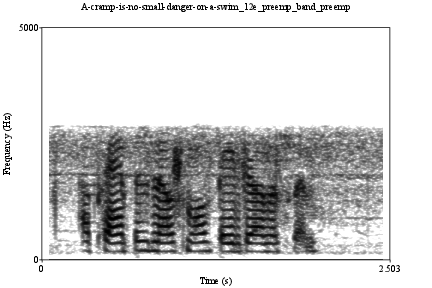 A-cramp-is-no-small-danger-on-a-swim_12e_preemp_band_preemp
5000
Frequency (Hz)
0
0
2.503
Time (s)